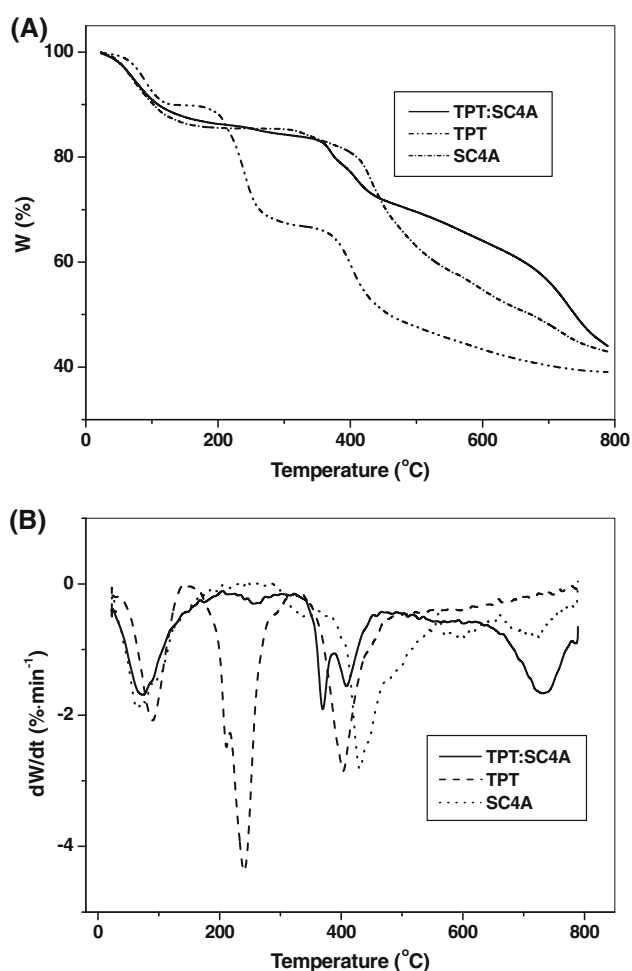 (A)
100
80
60
40
W (%)
TPT:SC4A
TPT
SC4A
0 200 400 600 800
Temperature (°C)
(B)
0
-2
-4
dW/dt (%·min⁻¹)
TPT:SC4A
TPT
SC4A
0 200 400 600 800
Temperature (°C)